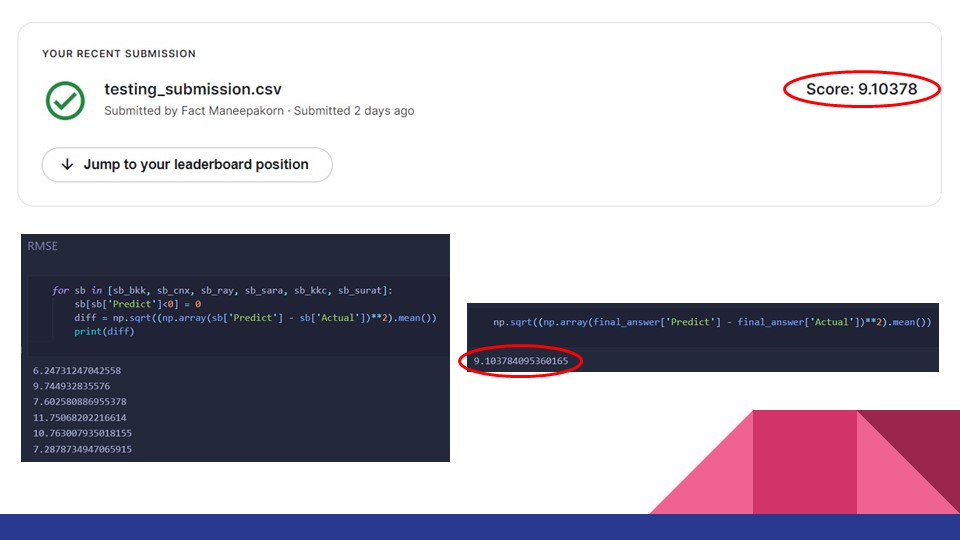 YOUR RECENT SUBMISSION
testing_submission.csv
Submitted by Fact Maneepakorn · Submitted 2 days ago
Score: 9.10378
↓ Jump to your leaderboard position
RMSE
for sb in [sb_bkk, sb_cnx, sb_ray, sb_sara, sb_kkc, sb_surat]:
    sb[sb['Predict']<0] = 0
    diff = np.sqrt((np.array(sb['Predict'] - sb['Actual'])**2).mean())
    print(diff)
6.24731247042558
9.744932835576
7.602580886955378
11.75068202216614
10.763007935018155
7.2878734947065915
np.sqrt((np.array(final_answer['Predict'] - final_answer['Actual'])**2).mean())
9.103784095360165